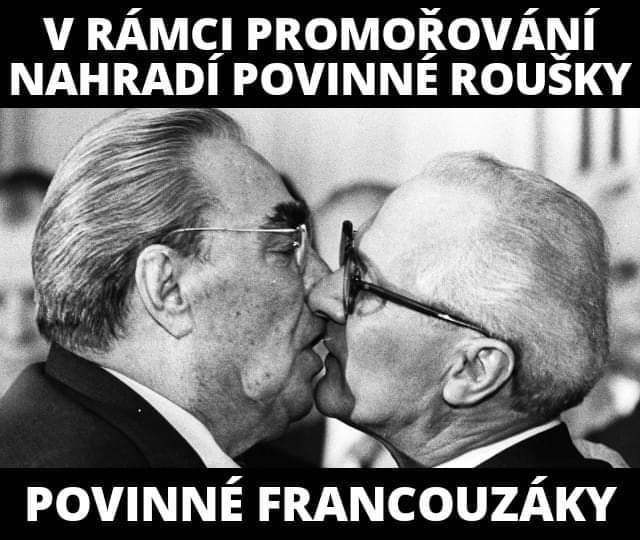 V RÁMCI PROMOŘOVÁNÍ
NAHRADÍ POVINNÉ ROUŠKY
POVINNÉ FRANCOUZÁKY